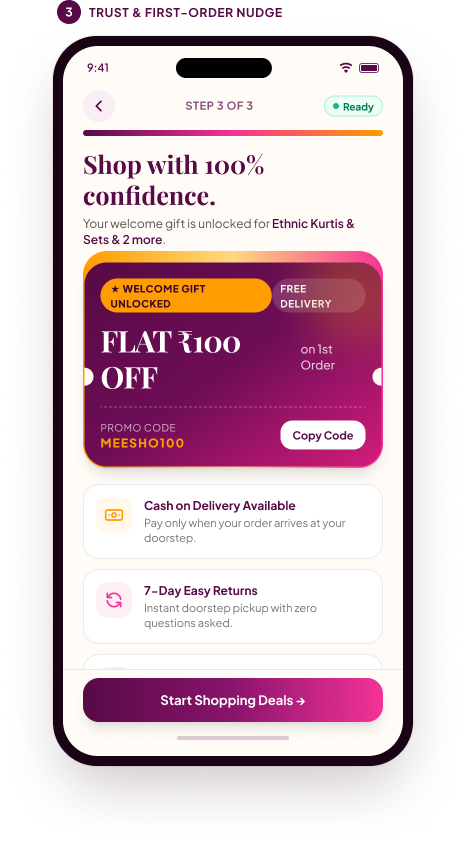 3 TRUST & FIRST-ORDER NUDGE
9:41
STEP 3 OF 3
Ready
Shop with 100%
confidence.
Your welcome gift is unlocked for Ethnic Kurtis &
Sets & 2 more.
★ WELCOME GIFT
UNLOCKED
FREE
DELIVERY
FLAT ₹100
OFF
on 1st
Order
PROMO CODE
MEESHO100
Copy Code
Cash on Delivery Available
Pay only when your order arrives at your
doorstep.
7-Day Easy Returns
Instant doorstep pickup with zero
questions asked.
Start Shopping Deals →